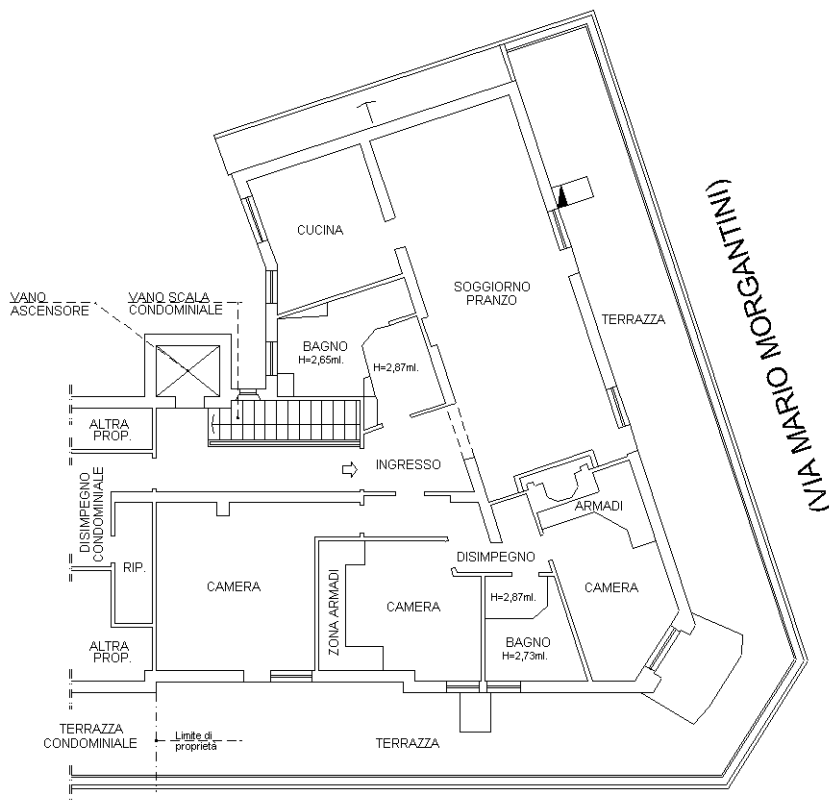 CUCINA
SOGGIORNO
PRANZO
TERRAZZA
(VIA MARIO MORGANTINI)
VANO
ASCENSORE
VANO SCALA
CONDOMINIALE
BAGNO
H=2,65ml.
H=2,87ml.
ALTRA
PROP.
INGRESSO
DISIMPEGNO
CONDOMINIALE
RIP.
CAMERA
ZONA ARMADI
CAMERA
DISIMPEGNO
ARMADI
CAMERA
H=2,87ml.
BAGNO
H=2,73ml.
ALTRA
PROP.
TERRAZZA
CONDOMINIALE
Limite di
proprietà
TERRAZZA